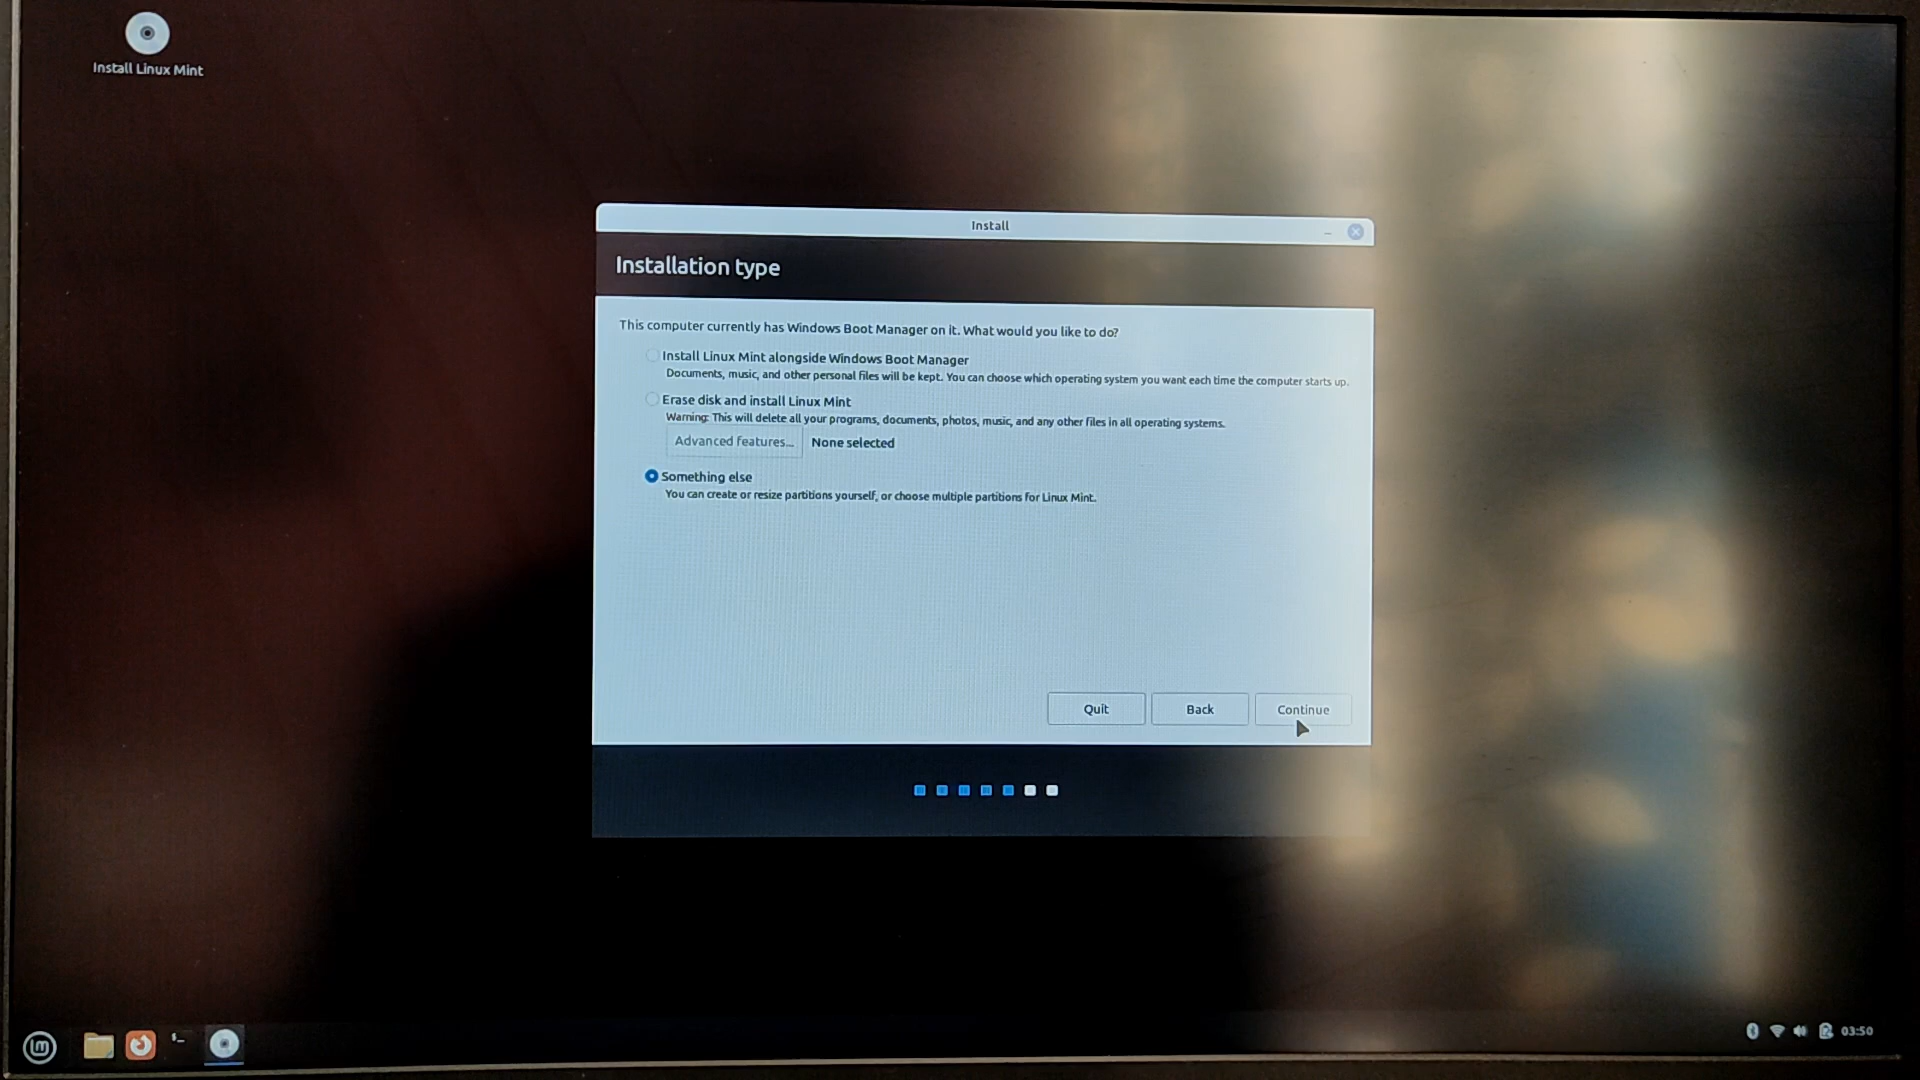 Install Linux Mint
Install
Installation type
This computer currently has Windows Boot Manager on it. What would you like to do?
Install Linux Mint alongside Windows Boot Manager
Documents, music, and other personal files will be kept. You can choose which operating system you want each time the computer starts up.
Erase disk and install Linux Mint
Warning: This will delete all your programs, documents, photos, music, and any other files in all operating systems.
Advanced features... None selected
Something else
You can create or resize partitions yourself, or choose multiple partitions for Linux Mint.
Quit Back Continue
$_
03:50